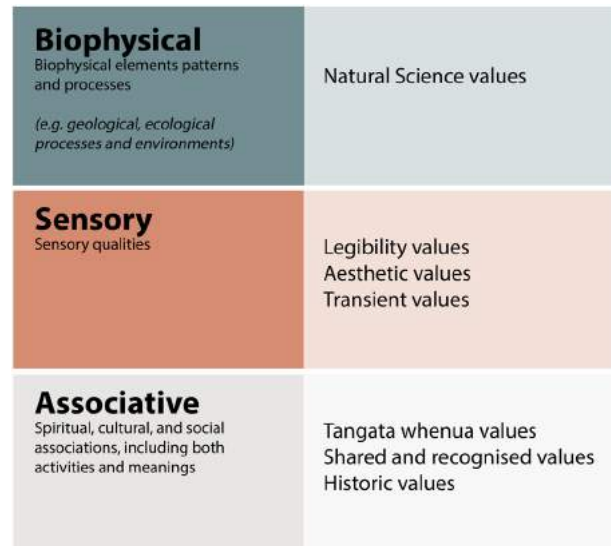 Biophysical
Biophysical elements patterns
and processes
(e.g. geological, ecological
processes and environments)
Natural Science values
Sensory
Sensory qualities
Legibility values
Aesthetic values
Transient values
Associative
Spiritual, cultural, and social
associations, including both
activities and meanings
Tangata whenua values
Shared and recognised values
Historic values